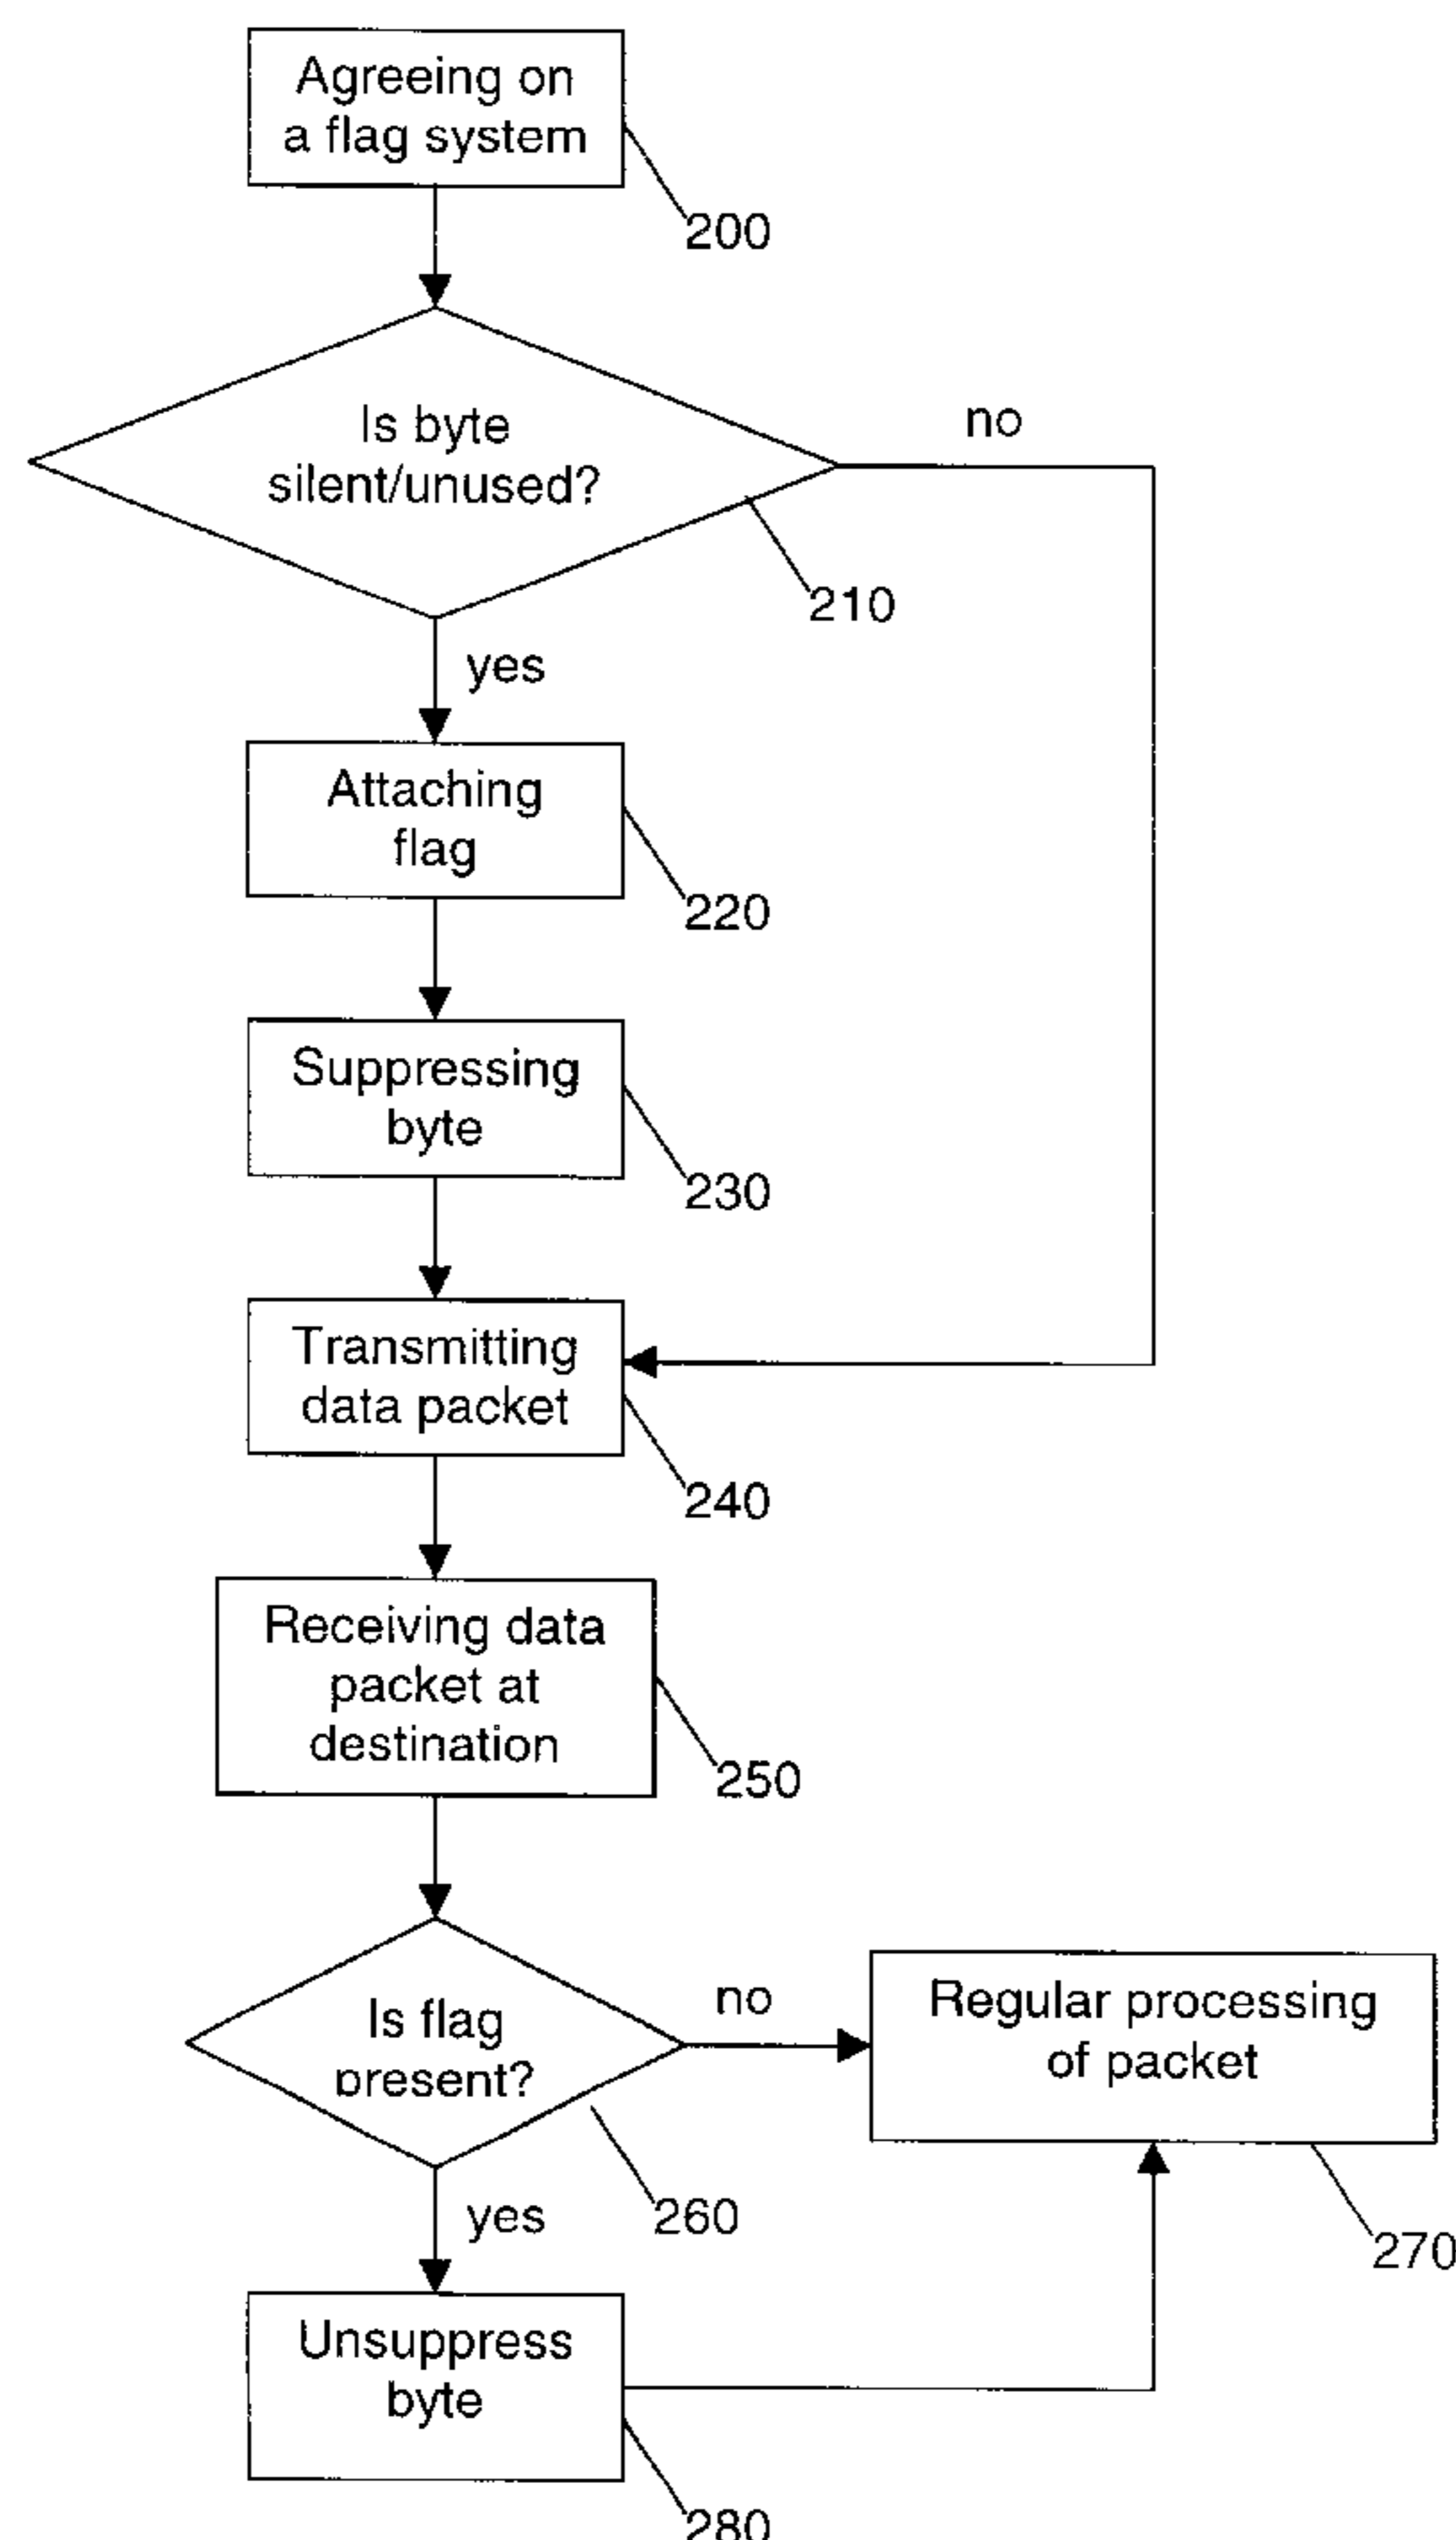 Agreeing on
a flag system
200
Is byte
silent/unused?
no
210
yes
Attaching
flag
220
Suppressing
byte
230
Transmitting
data packet
240
Receiving data
packet at
destination
250
Is flag
present?
no
Regular processing
of packet
260
yes
270
Unsuppress
byte
280